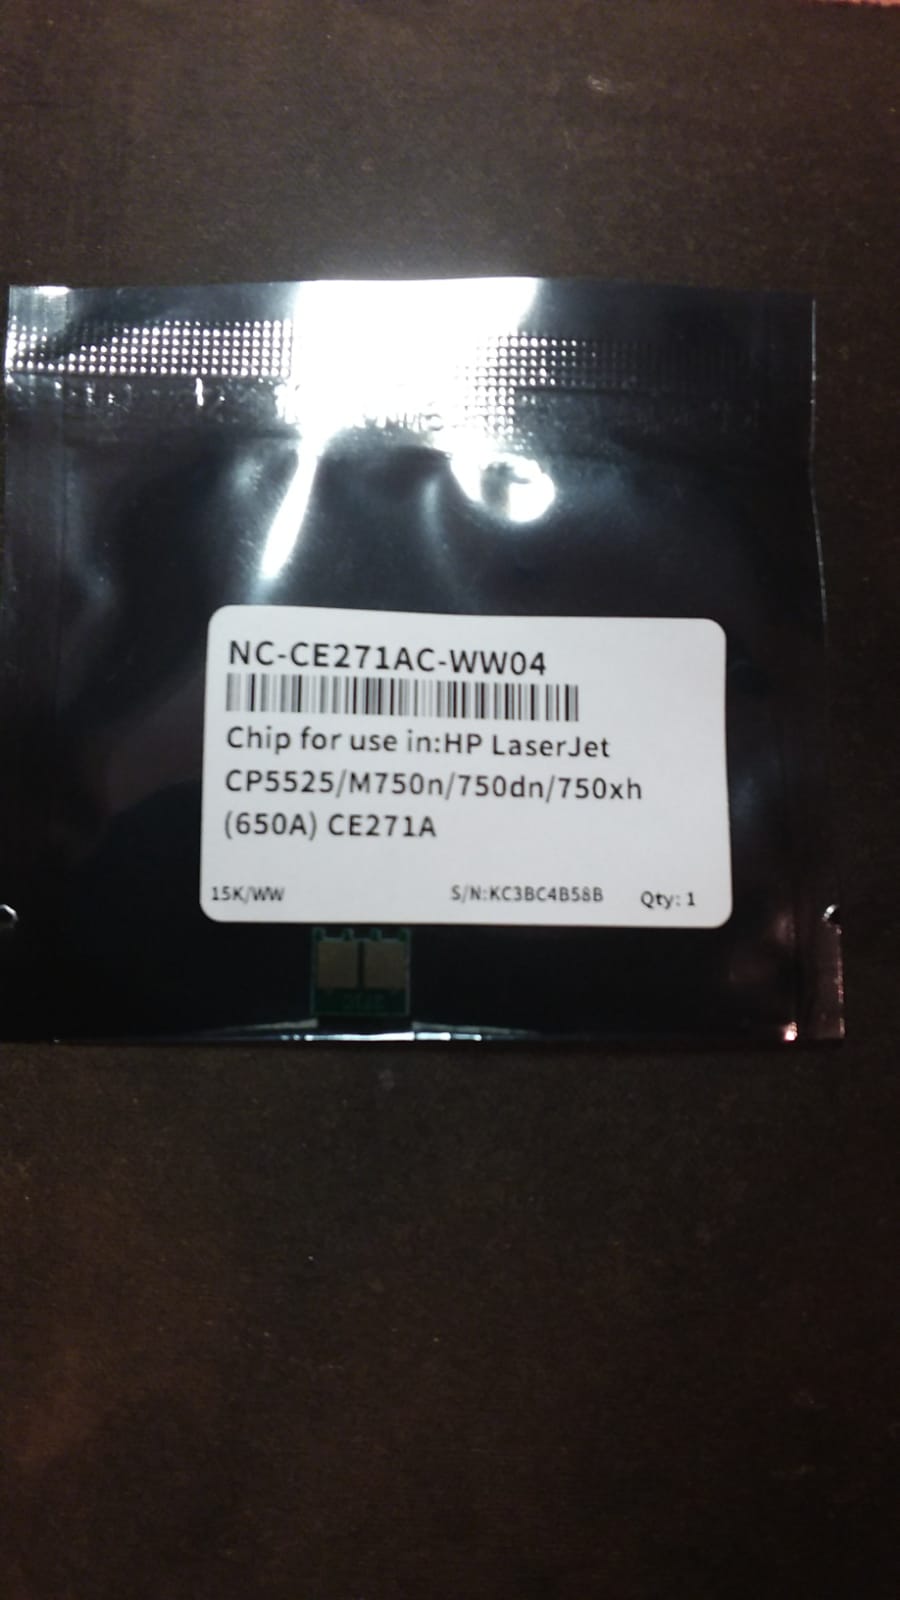 NC-CE271AC-WW04
Chip for use in:HP LaserJet
CP5525/M750n/750dn/750xh
(650A) CE271A
15K/WW S/N:KC3BC4B58B Qty: 1